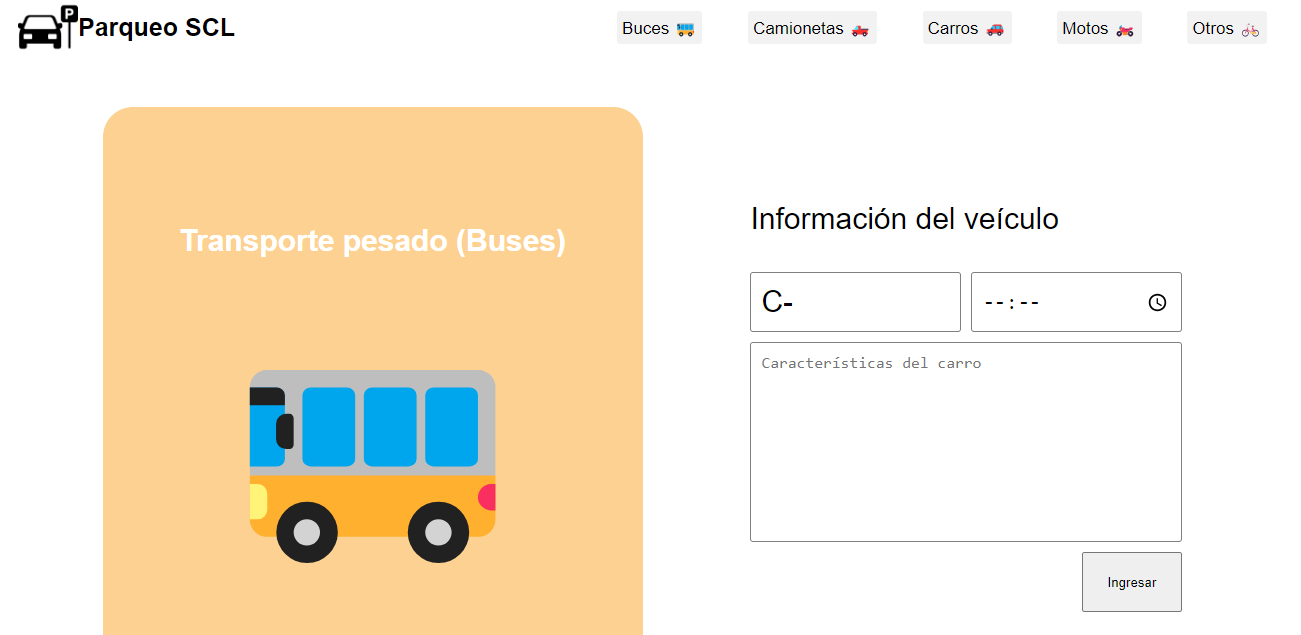 P
Parqueo SCL
Buces
Camionetas
Carros
Motos
Otros
Transporte pesado (Buses)
Información del veículo
C-
--:--
Características del carro
Ingresar